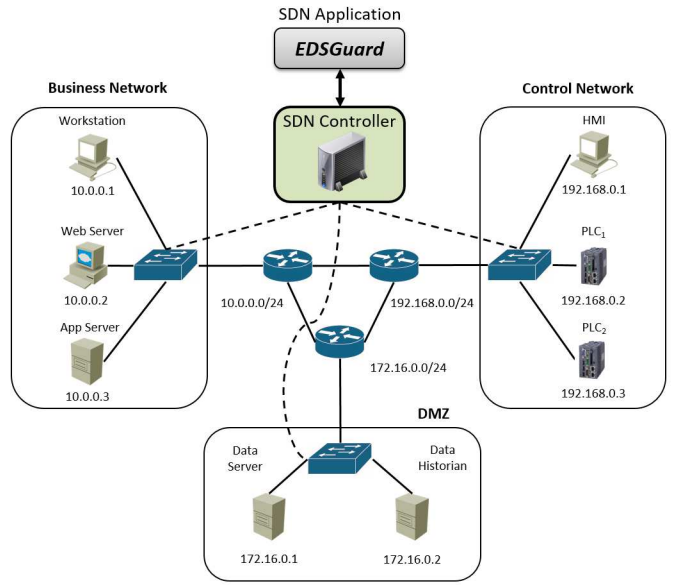 SDN Application
EDSGuard
Business Network
Control Network
SDN Controller
Workstation
10.0.0.1
Web Server
10.0.0.2
App Server
10.0.0.3
HMI
192.168.0.1
PLC1
192.168.0.2
PLC2
192.168.0.3
10.0.0.0/24
192.168.0.0/24
172.16.0.0/24
DMZ
Data
Server
Data
Historian
172.16.0.1
172.16.0.2